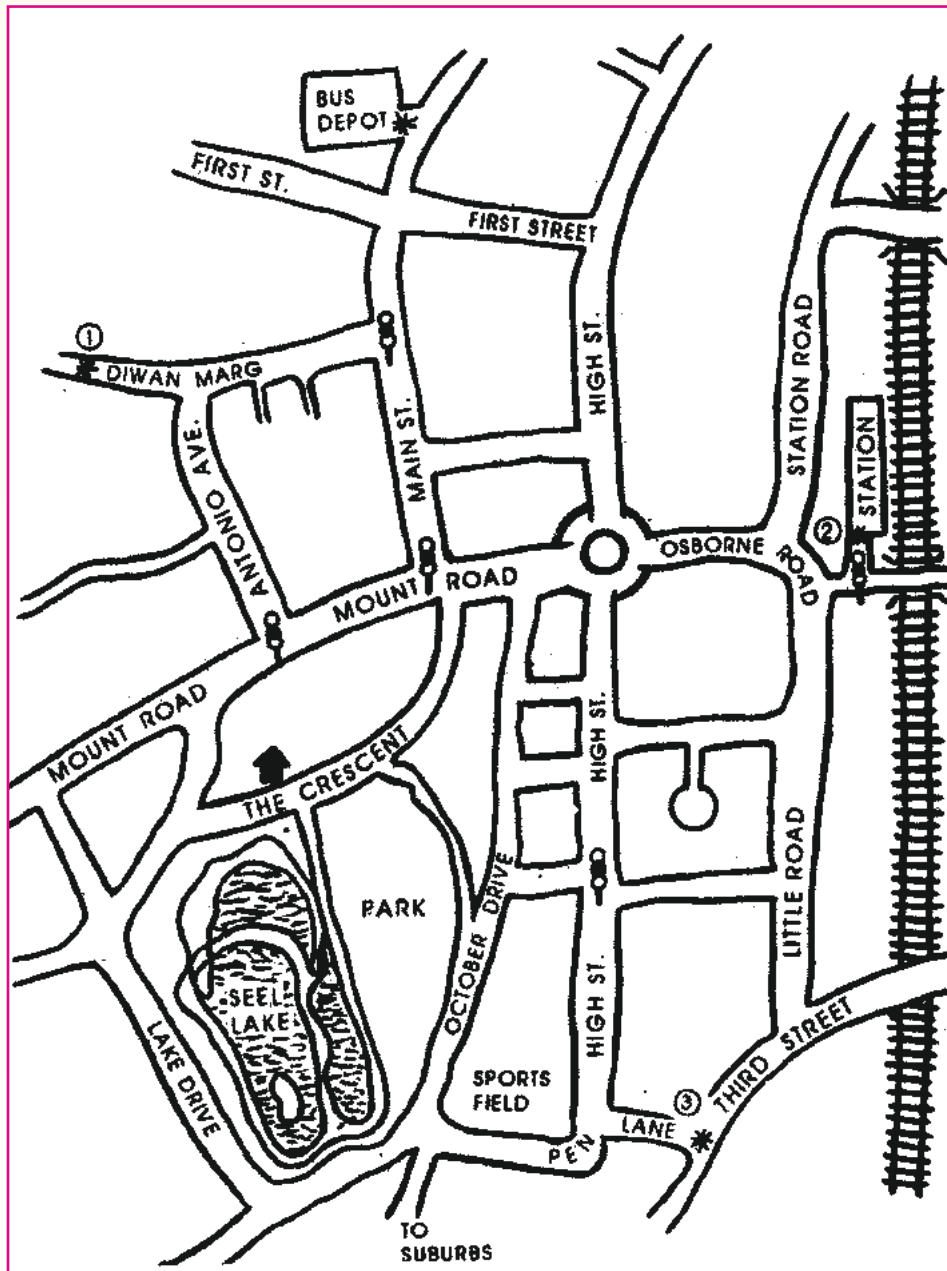 BUS
DEPOT
FIRST ST.
FIRST STREET
①
DIWAN MARG
HIGH ST.
STATION ROAD
ANTONIO AVE.
MAIN ST.
STATION
②
OSBORNE ROAD
MOUNT ROAD
MOUNT ROAD
THE CRESCENT
HIGH ST.
PARK
OCTOBER DRIVE
LITTLE ROAD
SEEL
LAKE
LAKE DRIVE
HIGH ST.
SPORTS
FIELD
THIRD STREET
③
PEN LANE
TO
SUBURBS